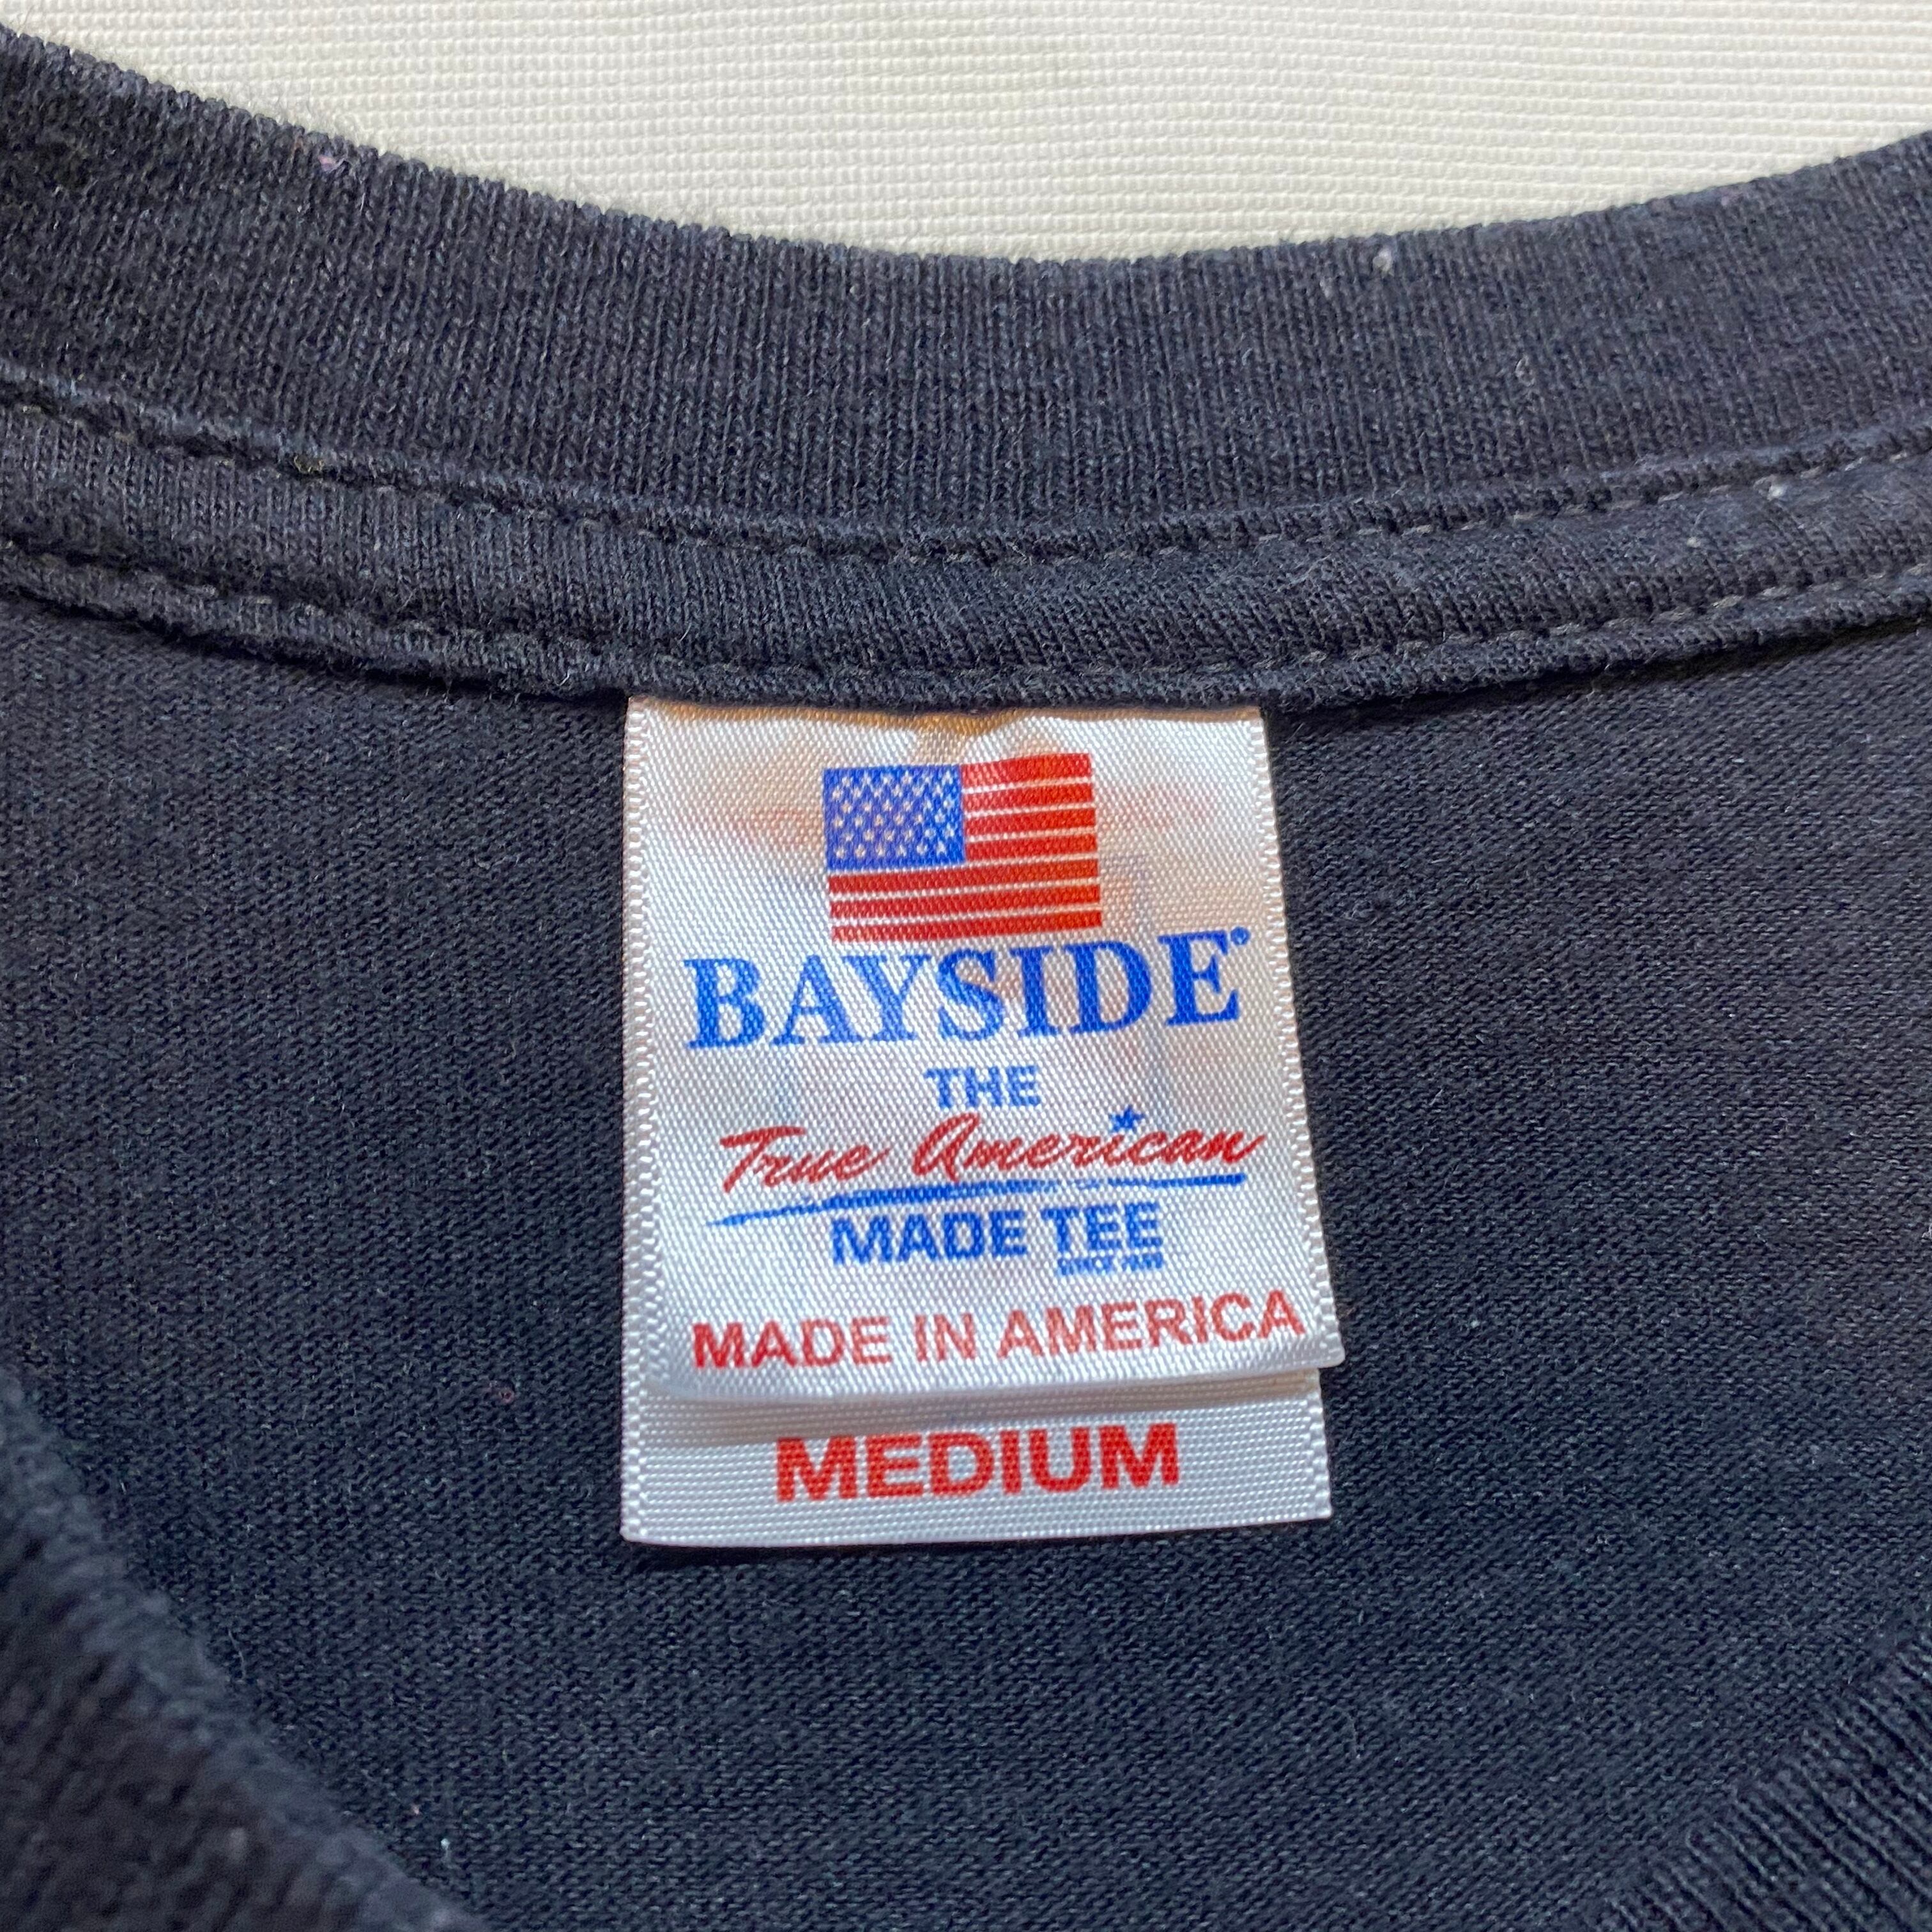 BAYSIDE®
THE
True American
MADE TEE
MADE IN AMERICA
MEDIUM